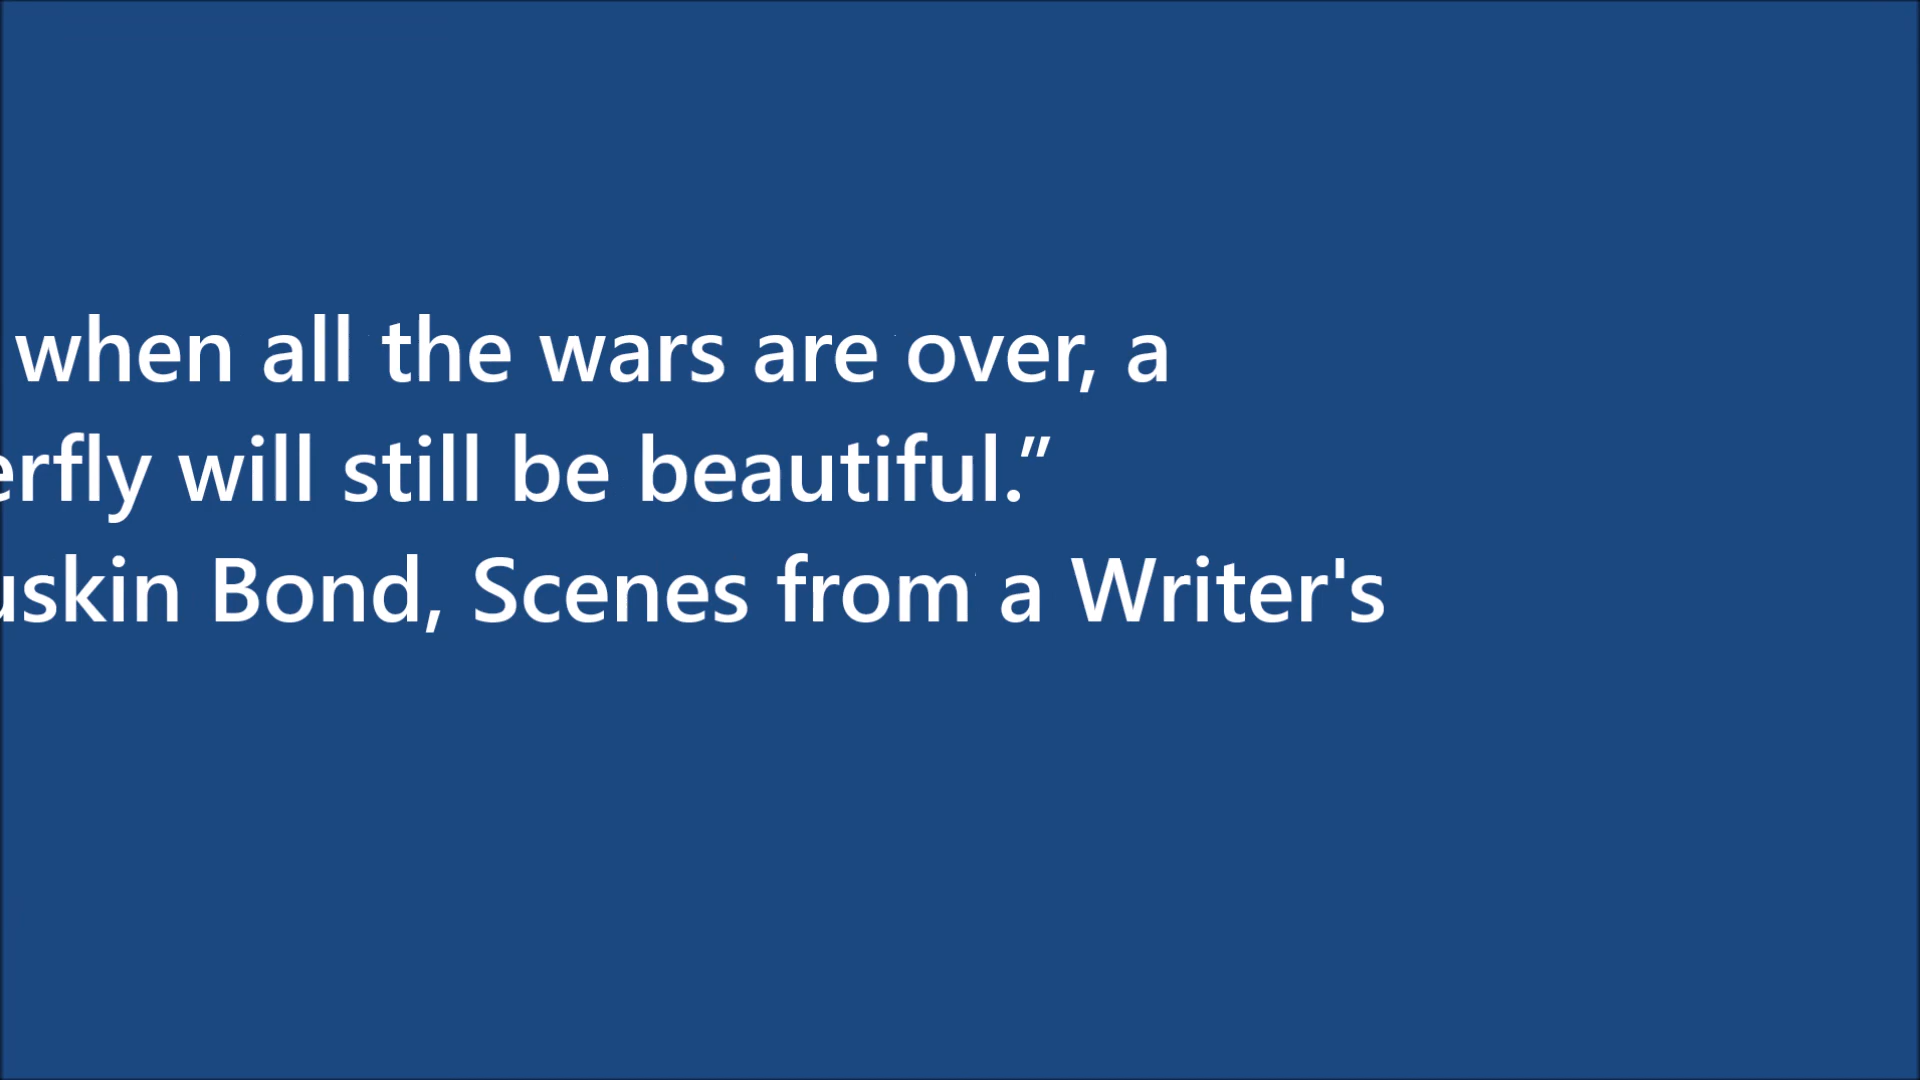 when all the wars are over, a
erfly will still be beautiful.”
uskin Bond, Scenes from a Writer's